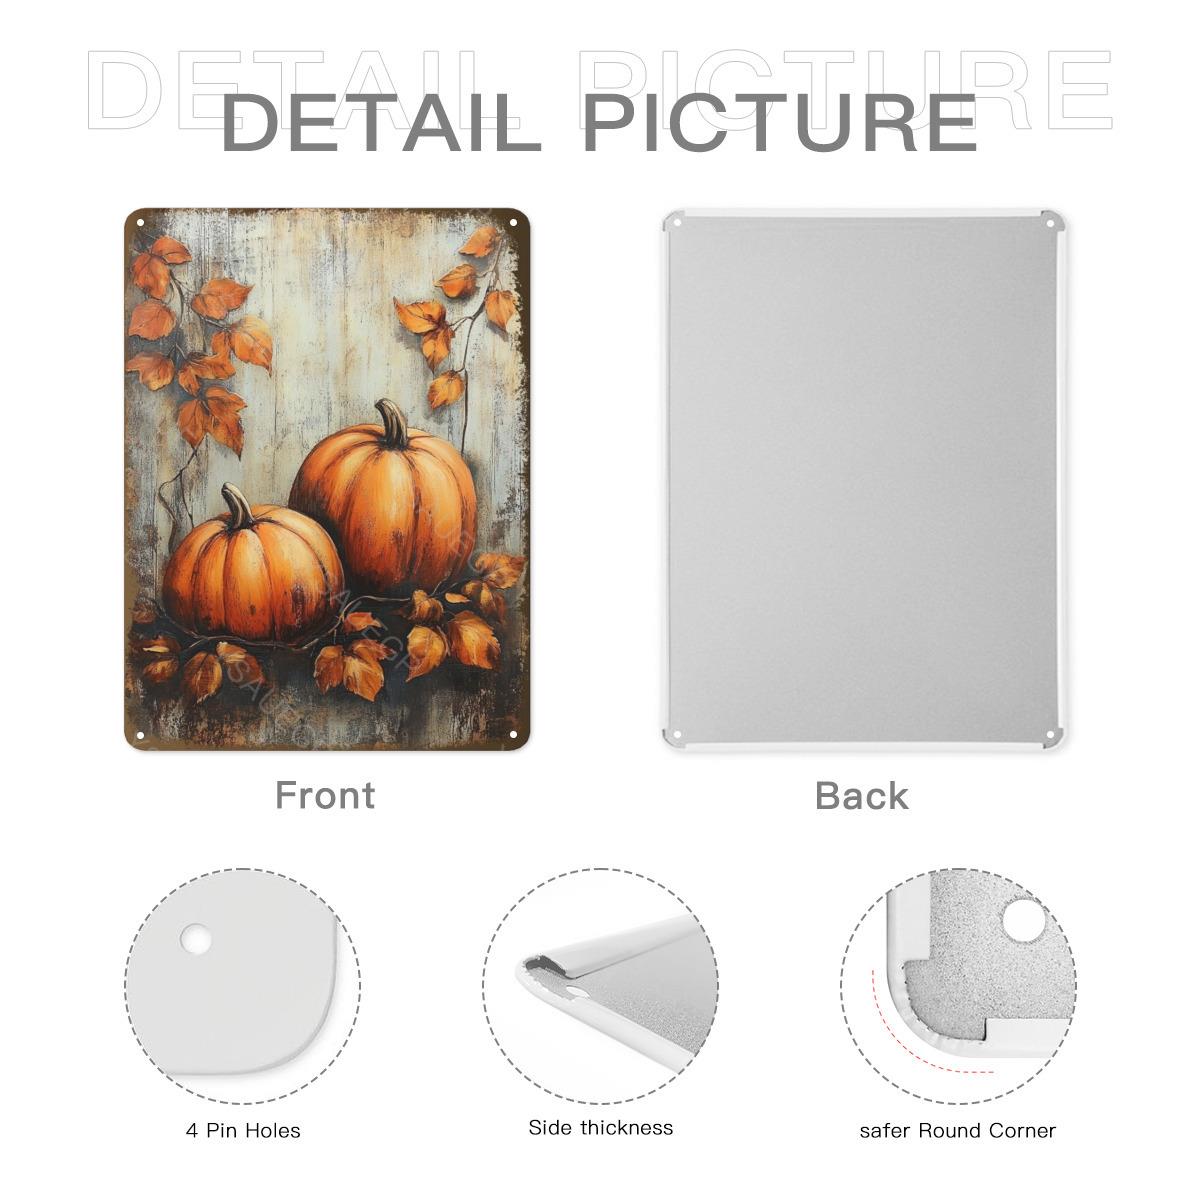 DETAIL PICTURE
DETAIL PICTURE
Front
Back
4 Pin Holes
Side thickness
safer Round Corner